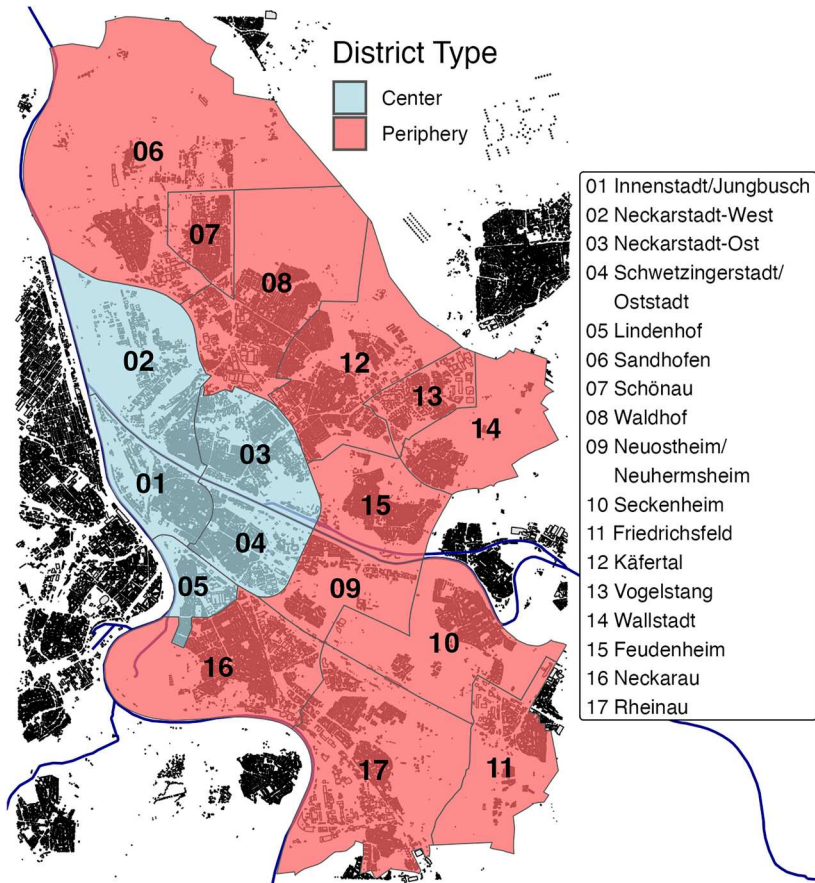 District Type
Center
Periphery
06
07
08
02
12
13
14
03
01
15
04
05
09
10
16
17
11
01 Innenstadt/Jungbusch
02 Neckarstadt-West
03 Neckarstadt-Ost
04 Schwetzingerstadt/
Oststadt
05 Lindenhof
06 Sandhofen
07 Schönau
08 Waldhof
09 Neuostheim/
Neuhermsheim
10 Seckenheim
11 Friedrichsfeld
12 Käfertal
13 Vogelstang
14 Wallstadt
15 Feudenheim
16 Neckarau
17 Rheinau